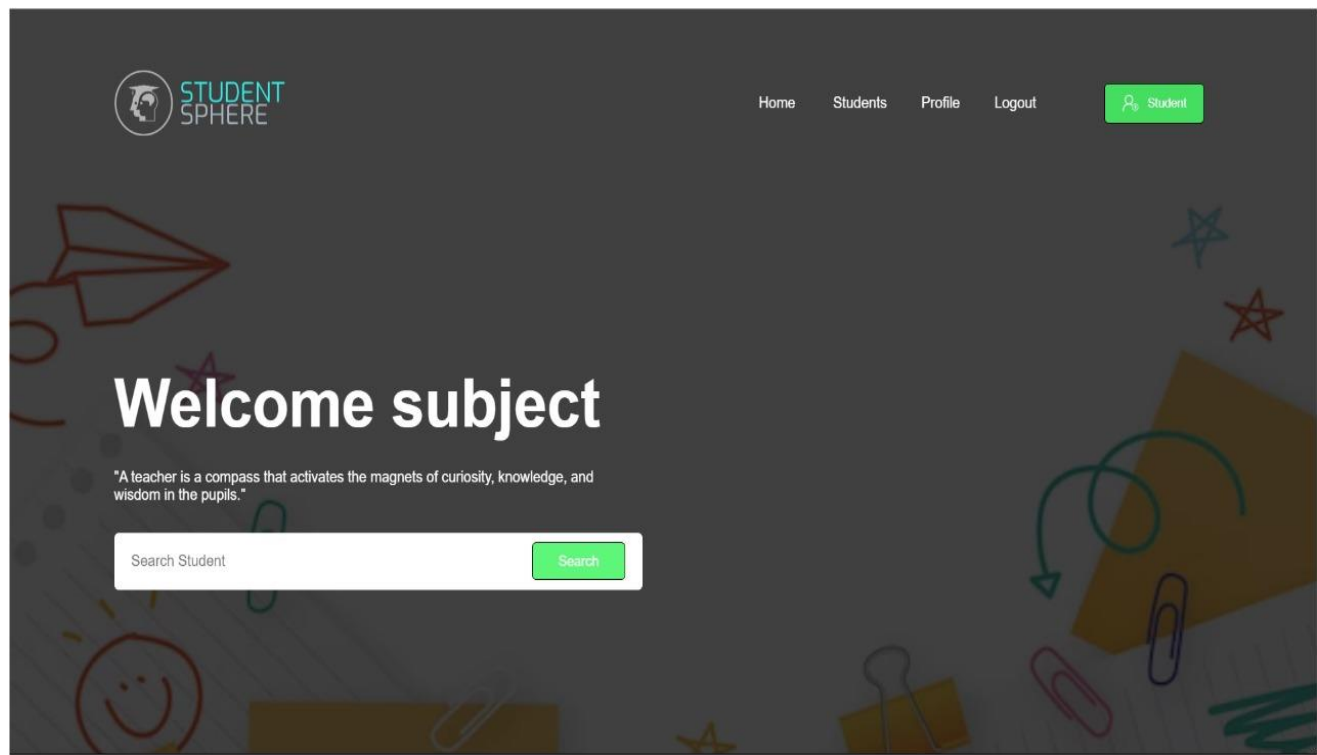 STUDENT
SPHERE
Home Students Profile Logout Student
Welcome subject
"A teacher is a compass that activates the magnets of curiosity, knowledge, and
wisdom in the pupils."
Search Student Search